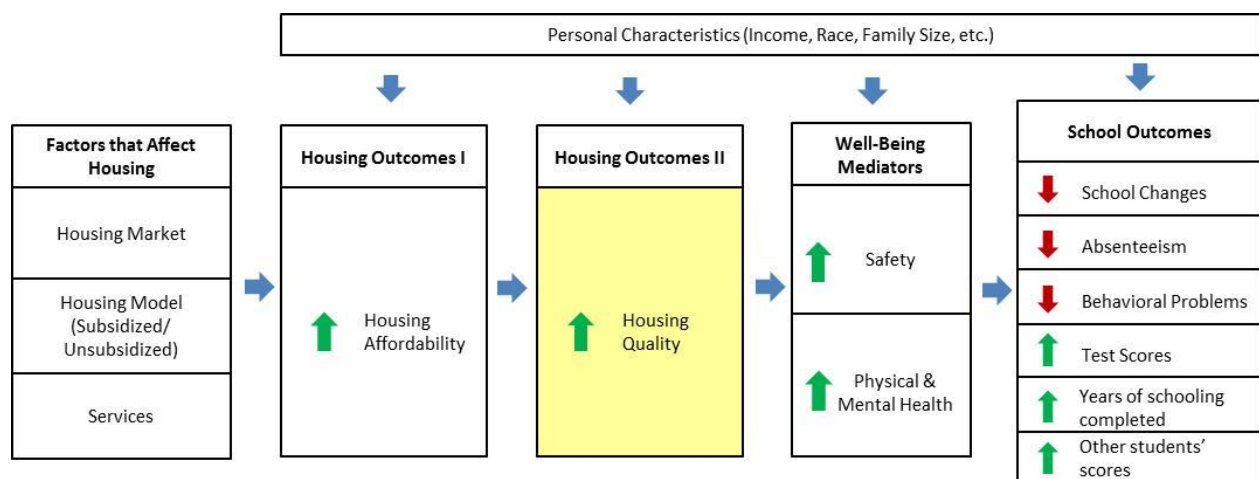 Personal Characteristics (Income, Race, Family Size, etc.)
Factors that Affect
Housing
Housing Market
Housing Model
(Subsidized/
Unsubsidized)
Services
Housing Outcomes I
Housing
Affordability
Housing Outcomes II
Housing
Quality
Well-Being
Mediators
Safety
Physical &
Mental Health
School Outcomes
School Changes
Absenteeism
Behavioral Problems
Test Scores
Years of schooling
completed
Other students’
scores